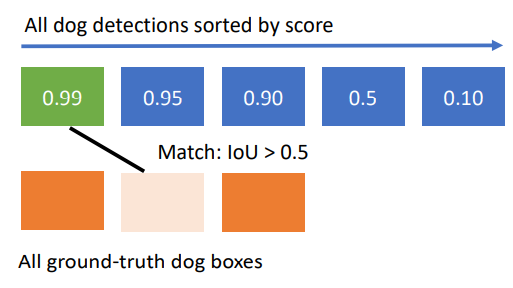 All dog detections sorted by score
0.99 0.95 0.90 0.5 0.10
Match: IoU > 0.5
All ground-truth dog boxes